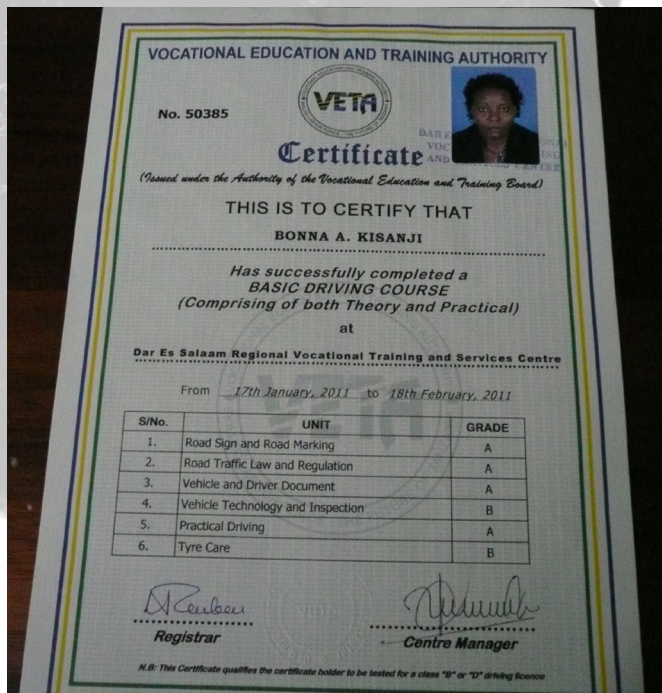 VOCATIONAL EDUCATION AND TRAINING AUTHORITY
VETA
No. 50385
Certificate
(Issued under the Authority of the Vocational Education and Training Board)
THIS IS TO CERTIFY THAT
BONNA A. KISANJI
Has successfully completed a
BASIC DRIVING COURSE
(Comprising of both Theory and Practical)
at
Dar Es Salaam Regional Vocational Training and Services Centre
From 17th January, 2011 to 18th February, 2011
S/No. UNIT GRADE
1. Road Sign and Road Marking A
2. Road Traffic Law and Regulation A
3. Vehicle and Driver Document A
4. Vehicle Technology and Inspection B
5. Practical Driving A
6. Tyre Care B
Registrar
Centre Manager
N.B: This Certificate qualifies the certificate holder to be tested for a class "B" or "D" driving licence